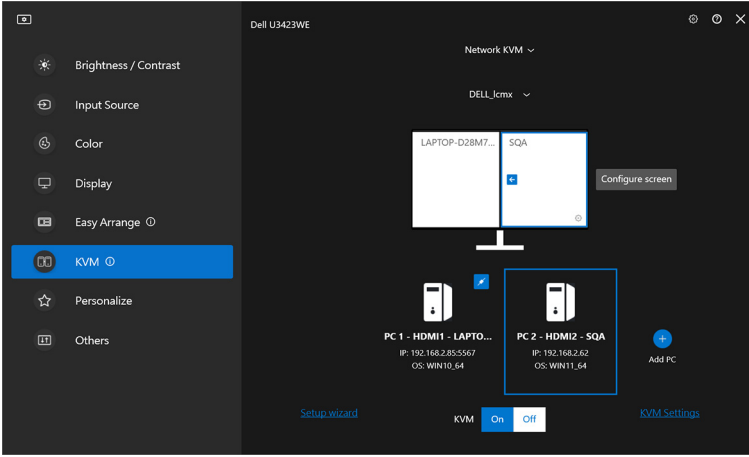 Dell U3423WE
Network KVM
DELL_lcmx
Brightness / Contrast
Input Source
Color
Display
Easy Arrange
KVM
Personalize
Others
LAPTOP-D28M7...
SQA
Configure screen
PC 1 - HDMI1 - LAPTO...
IP: 192.168.2.85:5567
OS: WIN10_64
PC 2 - HDMI2 - SQA
IP: 192.168.2.62
OS: WIN11_64
Add PC
Setup wizard
KVM On Off
KVM Settings